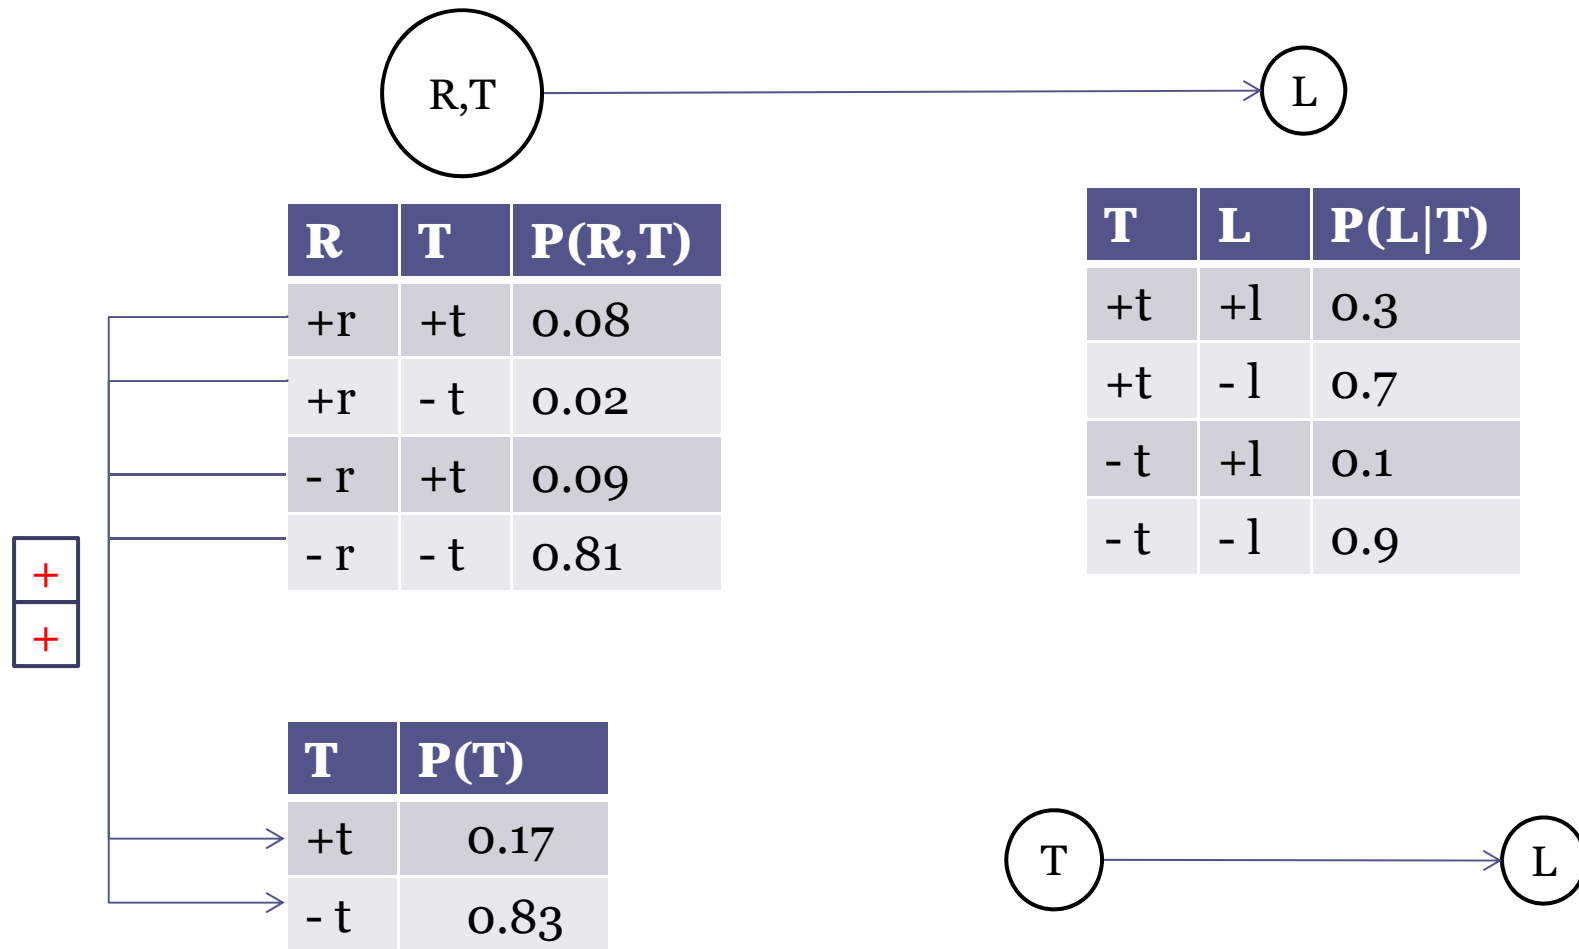 R,T
L
R T P(R,T)
+r +t 0.08
+r - t 0.02
- r +t 0.09
- r - t 0.81
T L P(L|T)
+t +l 0.3
+t - l 0.7
- t +l 0.1
- t - l 0.9
+
+
T P(T)
+t 0.17
- t 0.83
T
L